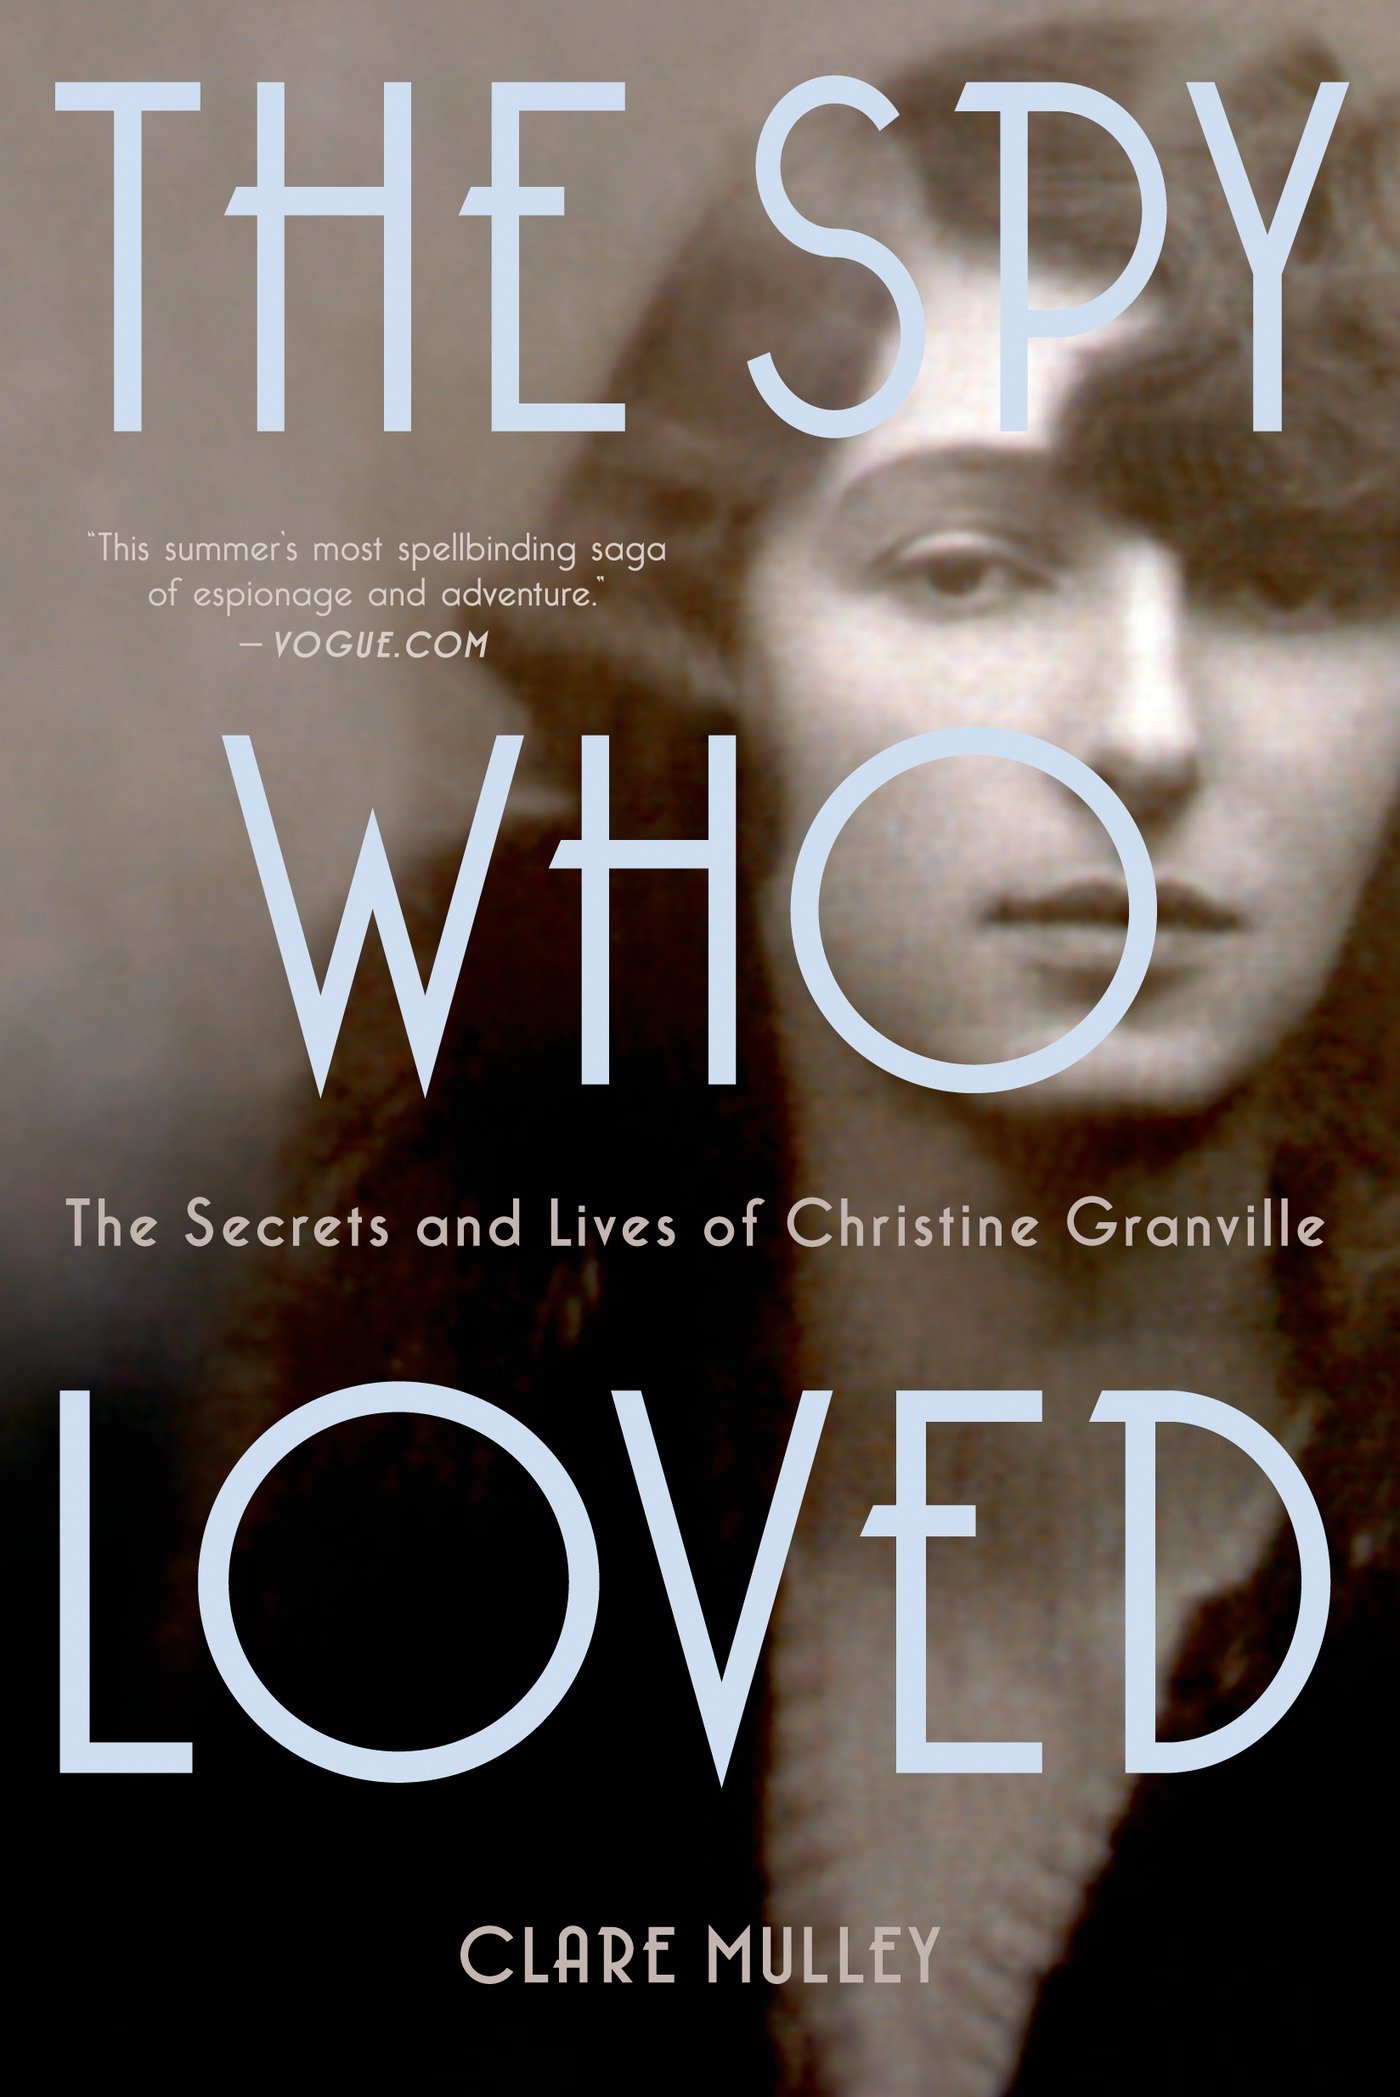 THE SPY
"This summer's most spellbinding saga
of espionage and adventure."
— VOGUE.COM
WHO
The Secrets and Lives of Christine Granville
LOVED
CLARE MULLEY